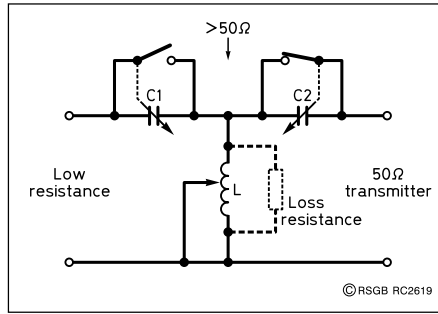 >50Ω
C1
C2
Low
resistance
L
Loss
resistance
50Ω
transmitter
© RSGB RC2619